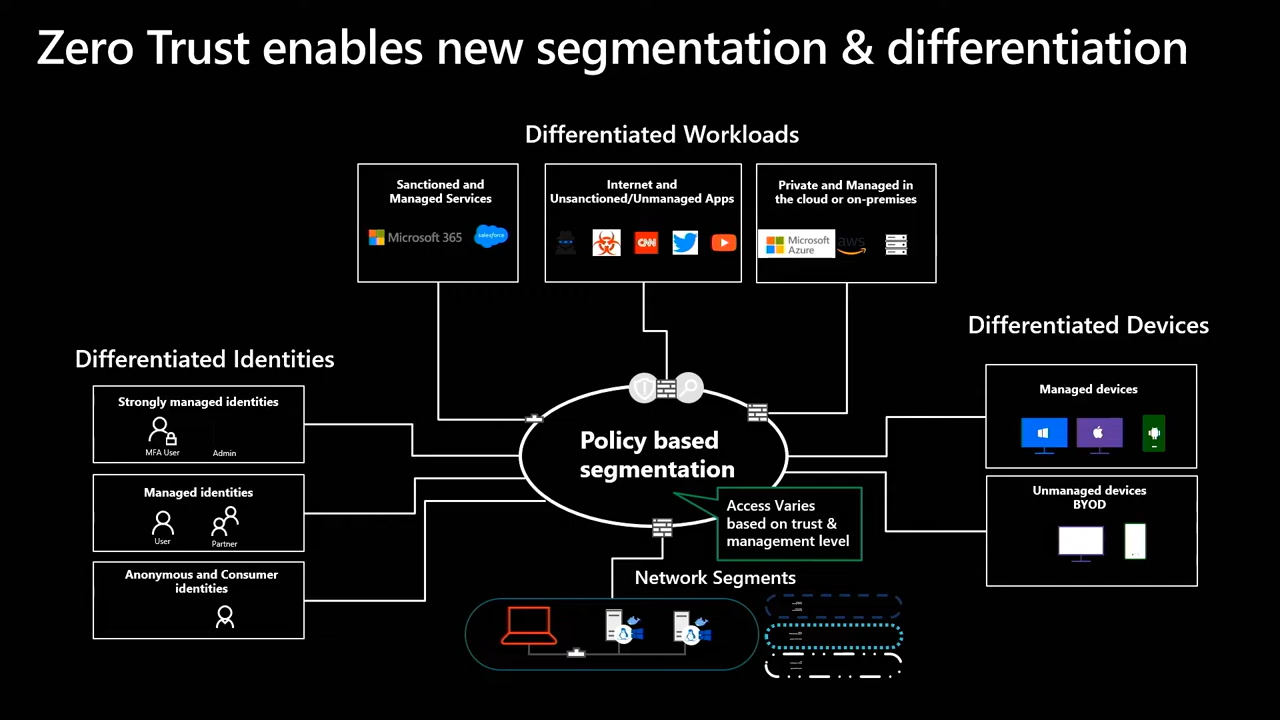 Zero Trust enables new segmentation & differentiation
Differentiated Workloads
Sanctioned and
Managed Services
Microsoft 365
salesforce
Internet and
Unsanctioned/Unmanaged Apps
CNN
Private and Managed in
the cloud or on-premises
Microsoft
Azure
aws
Differentiated Identities
Strongly managed identities
MFA User
Admin
Managed identities
User
Partner
Anonymous and Consumer
identities
Policy based
segmentation
Access Varies
based on trust &
management level
Differentiated Devices
Managed devices
Unmanaged devices
BYOD
Network Segments